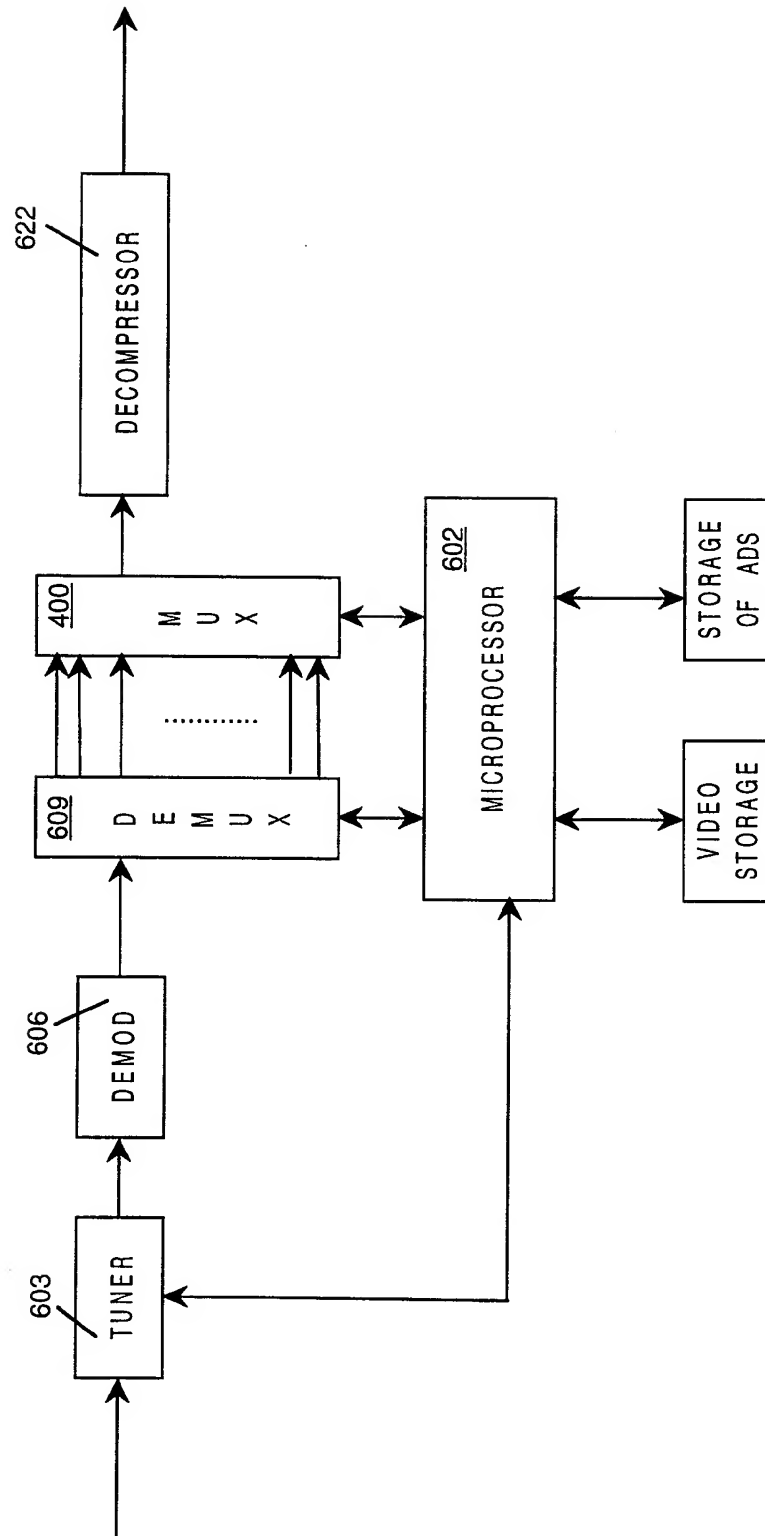 603
TUNER
606
DEMOD
609
DEMUX
............
400
MUX
622
DECOMPRESSOR
602
MICROPROCESSOR
VIDEO
STORAGE
STORAGE
OF ADS